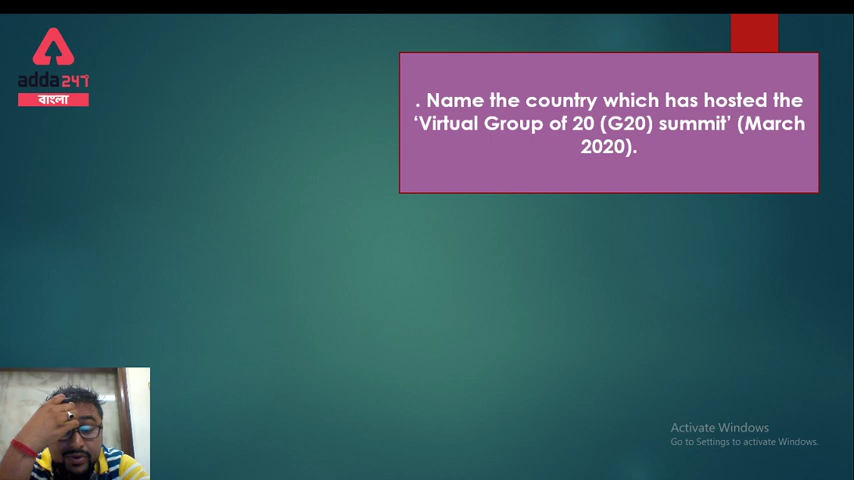 adda247
বাংলা
. Name the country which has hosted the
‘Virtual Group of 20 (G20) summit’ (March
2020).
Activate Windows
Go to Settings to activate Windows.